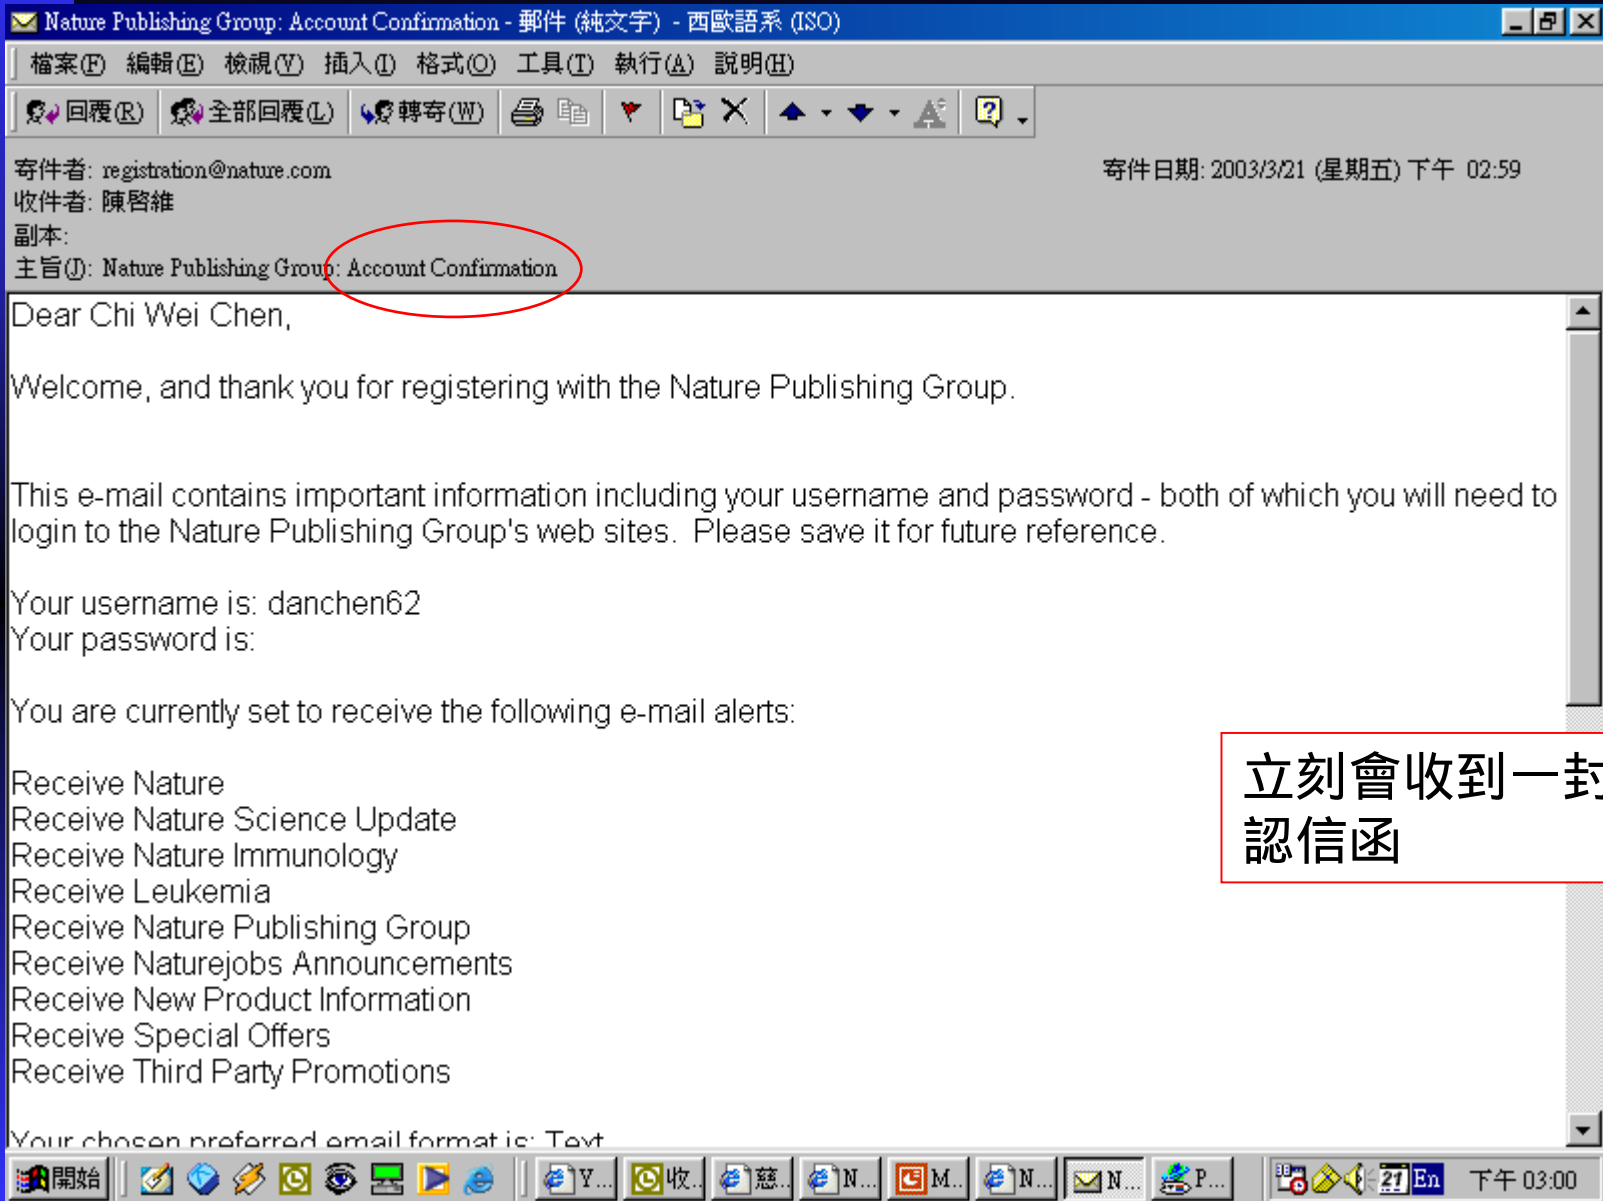 Nature Publishing Group: Account Confirmation - 郵件 (純文字) - 西歐語系 (ISO)
檔案(F) 編輯(E) 檢視(V) 插入(I) 格式(O) 工具(T) 執行(A) 說明(H)
回覆(R) 全部回覆(L) 轉寄(W)
寄件者: registration@nature.com 寄件日期: 2003/3/21 (星期五) 下午 02:59
收件者: 陳啓維
副本:
主旨(J): Nature Publishing Group: Account Confirmation
Dear Chi Wei Chen,
Welcome, and thank you for registering with the Nature Publishing Group.
This e-mail contains important information including your username and password - both of which you will need to
login to the Nature Publishing Group's web sites.  Please save it for future reference.
Your username is: danchen62
Your password is:
You are currently set to receive the following e-mail alerts:
Receive Nature
Receive Nature Science Update
Receive Nature Immunology
Receive Leukemia
Receive Nature Publishing Group
Receive Naturejobs Announcements
Receive New Product Information
Receive Special Offers
Receive Third Party Promotions
Your chosen preferred email format is: Text
立刻會收到一封
認信函
開始 Y... 收.. 慈.. N... M.. N... N... P... 21 En 下午 03:00